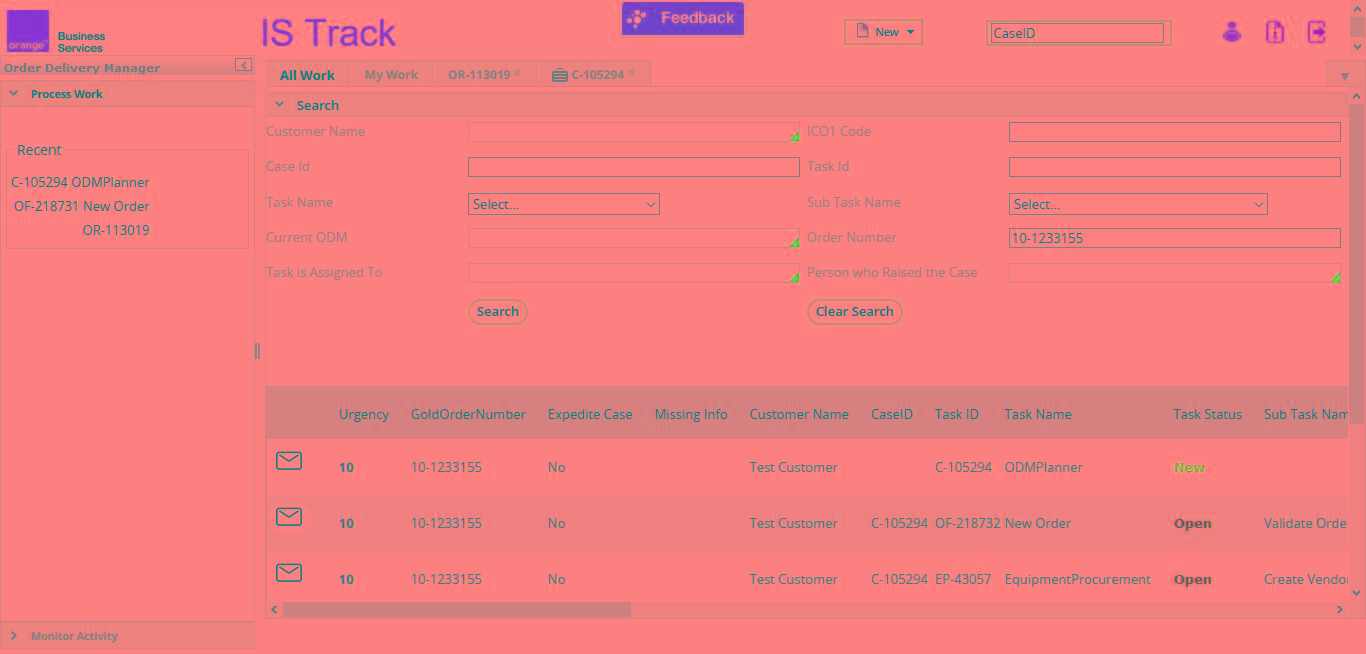 orange
Business
Services
IS Track
Feedback
New
CaseID
Order Delivery Manager
All Work
My Work
OR-113019
C-105294
Process Work
Search
Customer Name
ICO1 Code
Recent
Case Id
Task Id
C-105294 ODMPlanner
OF-218731 New Order
OR-113019
Task Name
Select...
Sub Task Name
Select...
Current ODM
Order Number
10-1233155
Task is Assigned To
Person who Raised the Case
Search
Clear Search
Urgency GoldOrderNumber Expedite Case Missing Info Customer Name CaseID Task ID Task Name Task Status Sub Task Nam
10 10-1233155 No Test Customer C-105294 ODMPlanner New
10 10-1233155 No Test Customer C-105294 OF-218732 New Order Open Validate Orde
10 10-1233155 No Test Customer C-105294 EP-43057 EquipmentProcurement Open Create Vendo
Monitor Activity